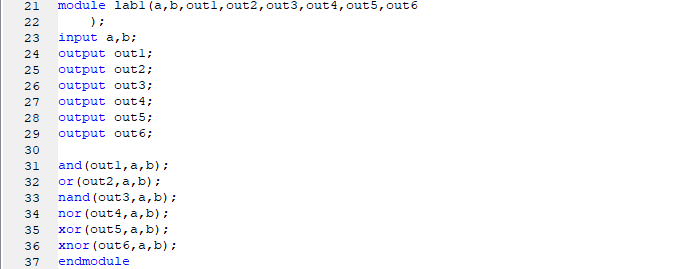 21 module lab1(a,b,out1,out2,out3,out4,out5,out6
22 );
23 input a,b;
24 output out1;
25 output out2;
26 output out3;
27 output out4;
28 output out5;
29 output out6;
30
31 and(out1,a,b);
32 or(out2,a,b);
33 nand(out3,a,b);
34 nor(out4,a,b);
35 xor(out5,a,b);
36 xnor(out6,a,b);
37 endmodule